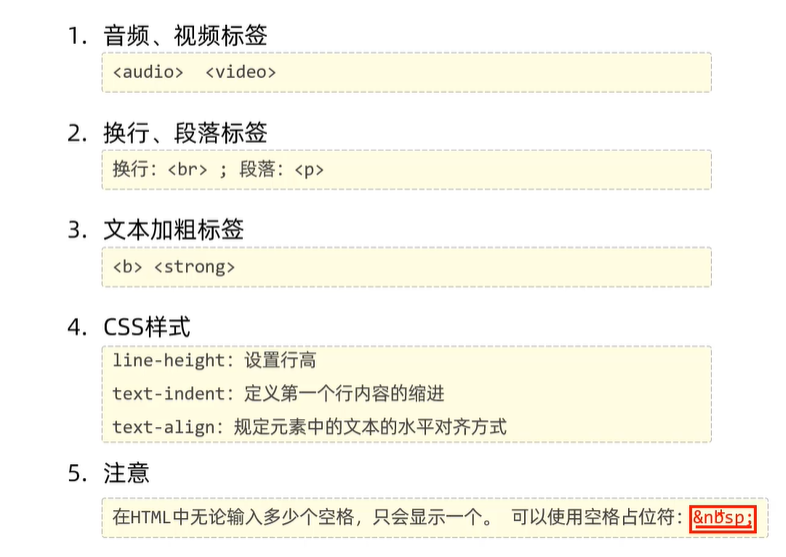 1. 音频、视频标签
<audio>  <video>
2. 换行、段落标签
换行: <br> ; 段落: <p>
3. 文本加粗标签
<b> <strong>
4. CSS样式
line-height: 设置行高
text-indent: 定义第一个行内容的缩进
text-align: 规定元素中的文本的水平对齐方式
5. 注意
在HTML中无论输入多少个空格，只会显示一个。 可以使用空格占位符: &nbsp;